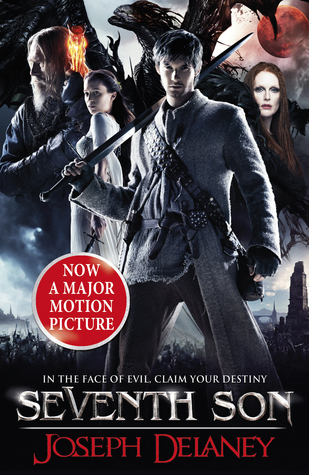 NOW
A MAJOR
MOTION
PICTURE
IN THE FACE OF EVIL, CLAIM YOUR DESTINY
SEVENTH SON
JOSEPH DELANEY